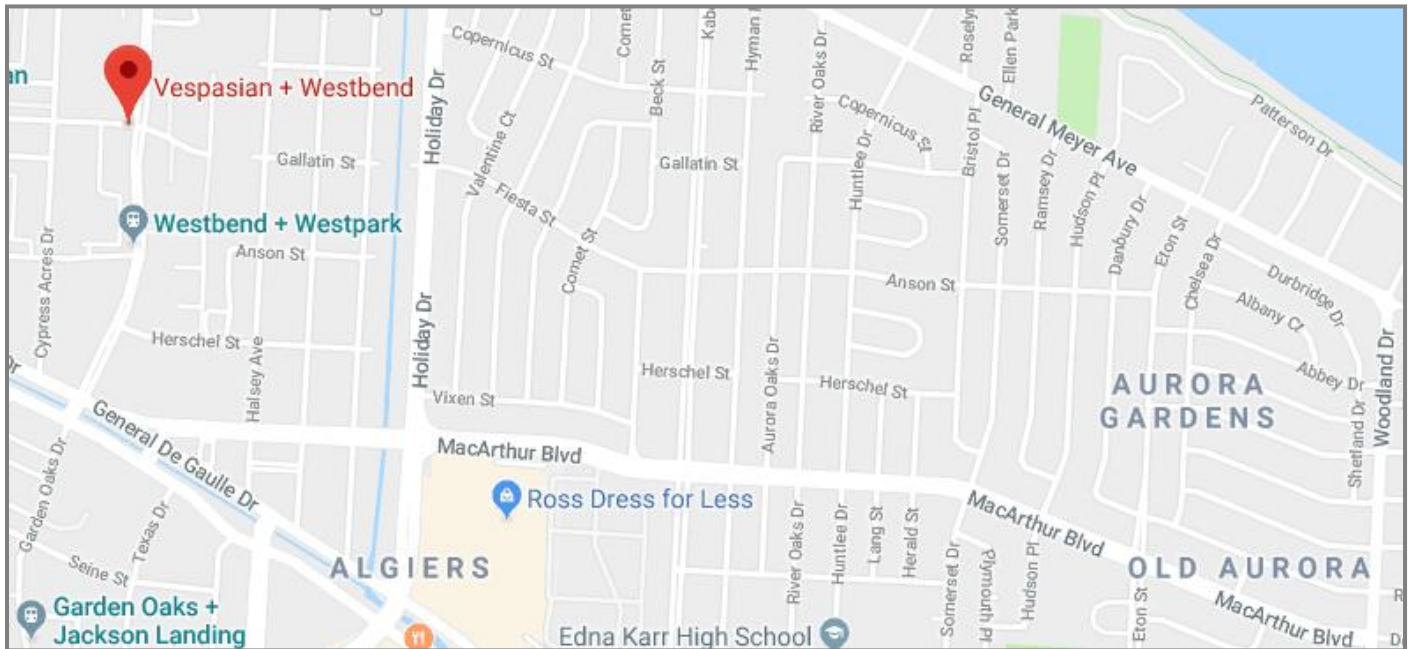 Copernicus St
Comet
Kab
Hyman
River Oaks Dr
Roselyn
Ellen Park
an
Vespasian + Westbend
Holiday Dr
Beck St
Copernicus St
General Meyer Ave
Patterson Dr
Valentine Ct
Gallatin St
Gallatin St
Huntlee Dr
Bristol Pl
Somerset Dr
Ramsey Dr
Hudson Pl
Danbury Dr
Eton St
Chelsea Dr
Fiesta St
Westbend + Westpark
Anson St
Comet St
Anson St
Durbridge Dr
Albany Ct
Cypress Acres Dr
Holiday Dr
Herschel St
Halsey Ave
Herschel St
Aurora Oaks Dr
Herschel St
AURORA
GARDENS
Abbey Dr
Woodland Dr
Shetland Dr
Dr
Vixen St
General De Gaulle Dr
MacArthur Blvd
Garden Oaks Dr
Texas Dr
Ross Dress for Less
River Oaks Dr
Huntlee Dr
Lang St
Herald St
MacArthur Blvd
Seine St
ALGIERS
Somerset Dr
Plymouth Pl
Hudson Pl
OLD AURORA
Eton St
MacArthur Blvd
R
Garden Oaks +
Jackson Landing
Edna Karr High School
D